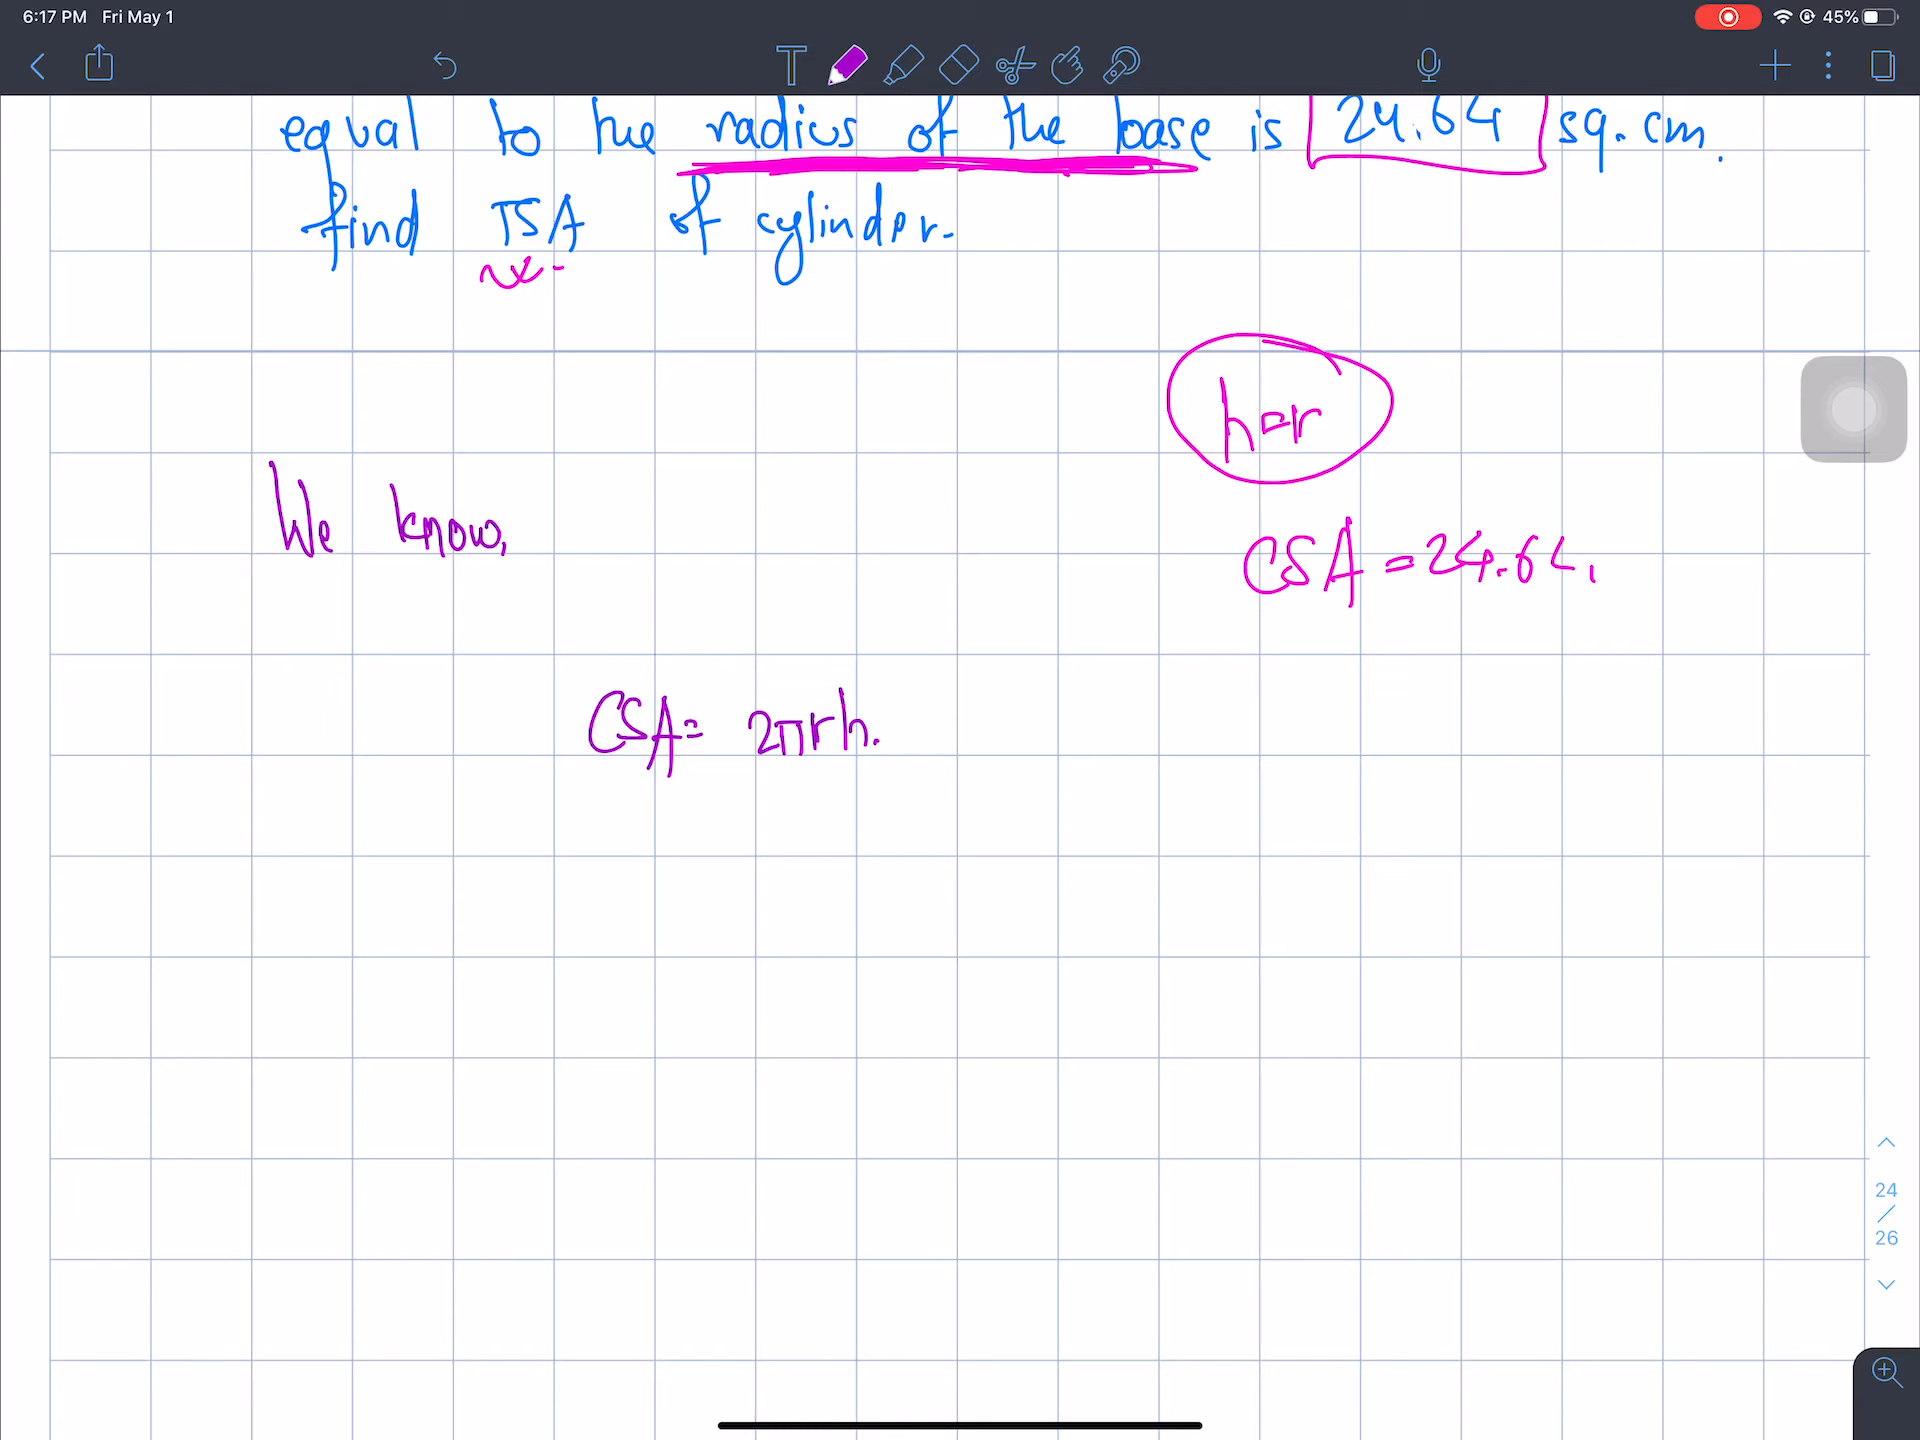 6:17 PM Fri May 1
45%
equal to the radius of the base is 24.64 sq. cm.
find TSA of cylinder.
h=r
We know,
CSA = 24.64.
CSA = 2πrh.
24
/
26